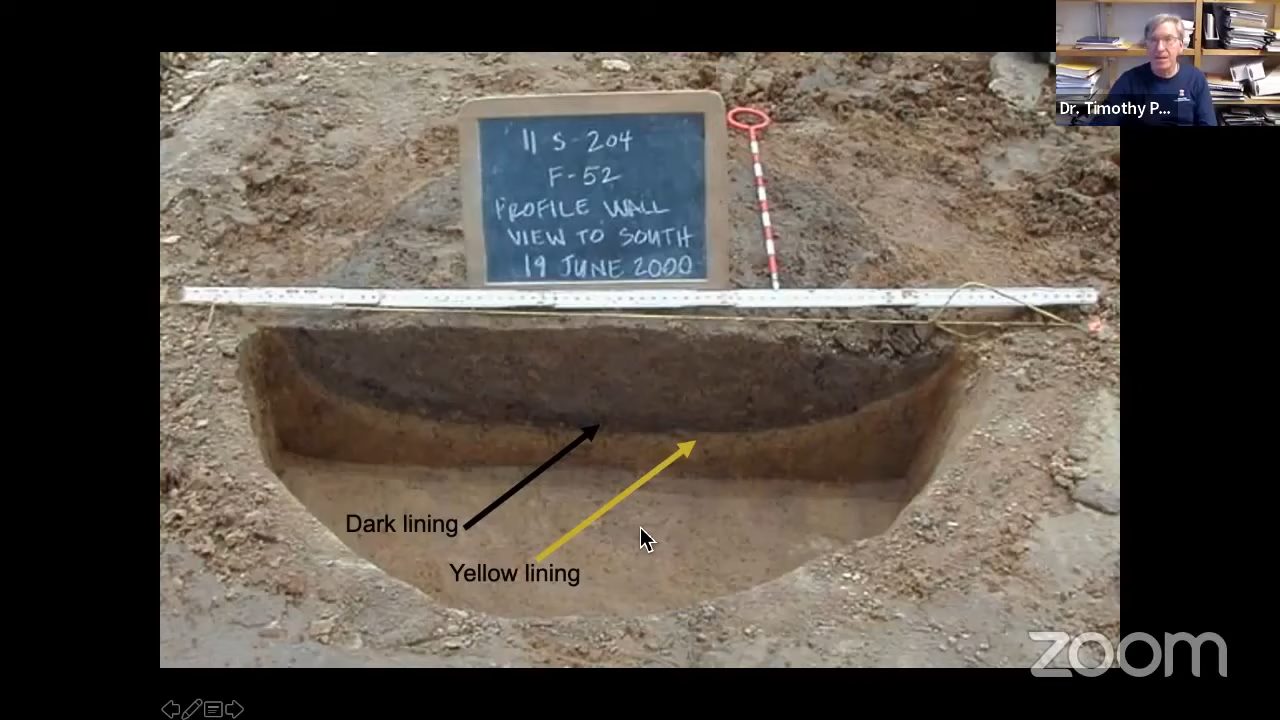 Dr. Timothy P...
11 S-204
F-52
PROFILE WALL
VIEW TO SOUTH
19 JUNE 2000
Dark lining
Yellow lining
zoom